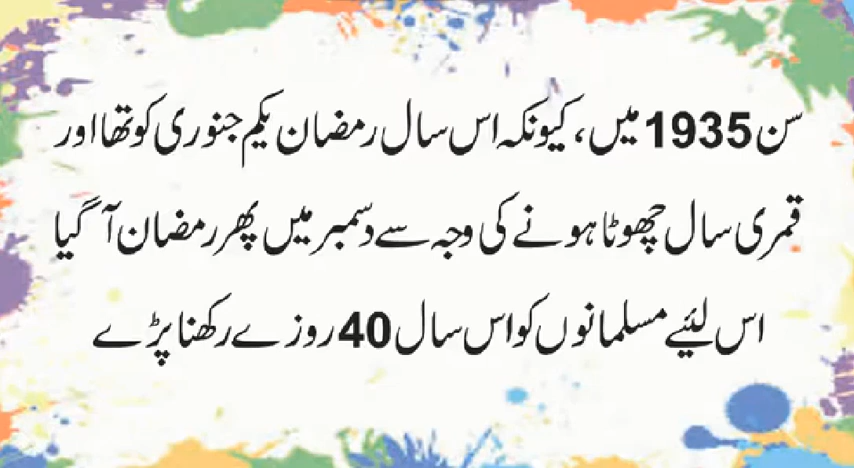 سن 1935 میں، کیونکہ اس سال رمضان یکم جنوری کو تھا اور
قمری سال چھوٹا ہونے کی وجہ سے دسمبر میں پھر رمضان آ گیا
اس لئیے مسلمانوں کو اس سال 40 روزے رکھنا پڑے